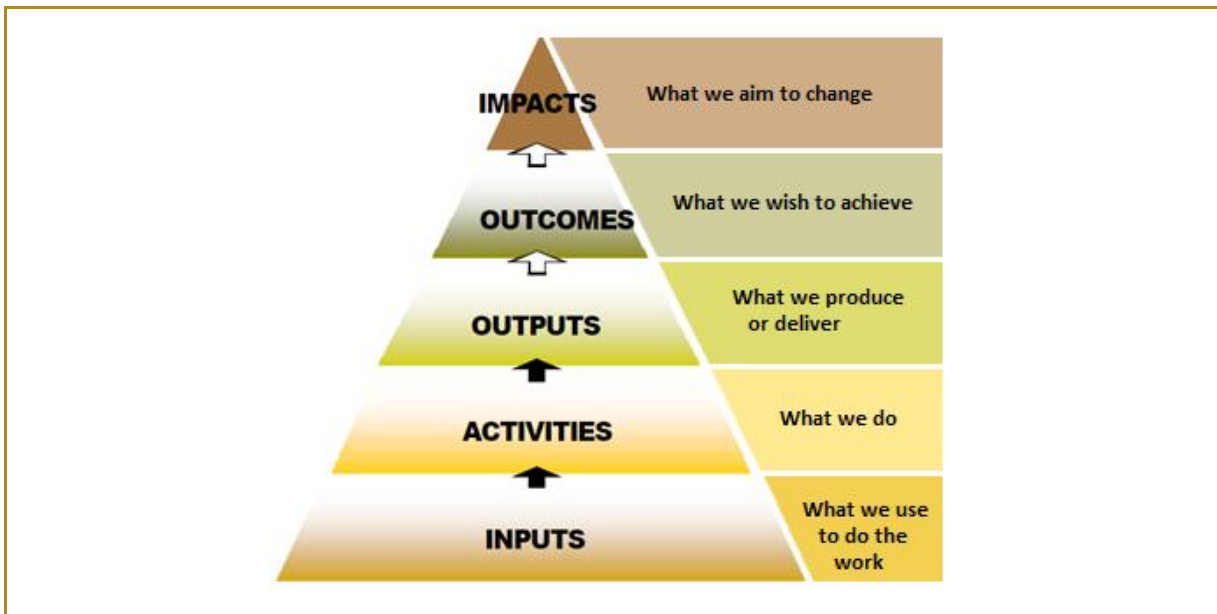 IMPACTS
What we aim to change
OUTCOMES
What we wish to achieve
OUTPUTS
What we produce
or deliver
ACTIVITIES
What we do
INPUTS
What we use
to do the
work